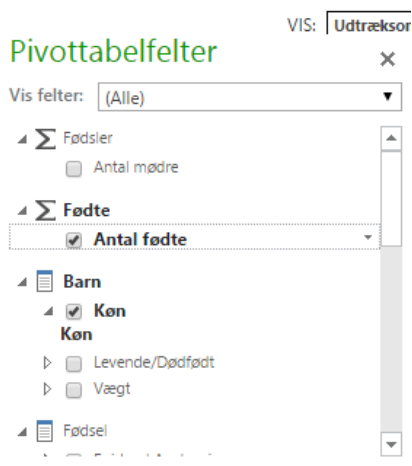 VIS: Udtrækson
Pivottabelfelter
Vis felter: (Alle)
Fødsler
Antal mødre
Fødte
Antal fødte
Barn
Køn
Køn
Levende/Dødfødt
Vægt
Fødsel